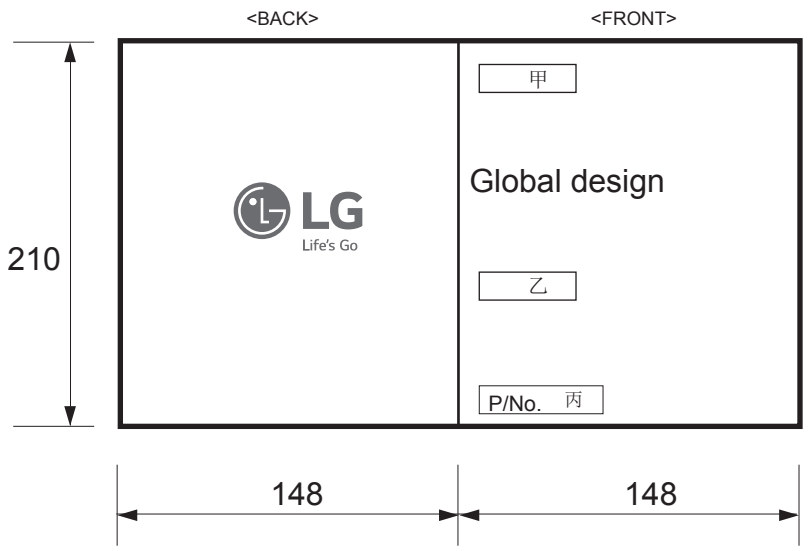 <BACK>
<FRONT>
甲
Global design
LG
Life's Go
210
乙
P/No. 丙
148
148